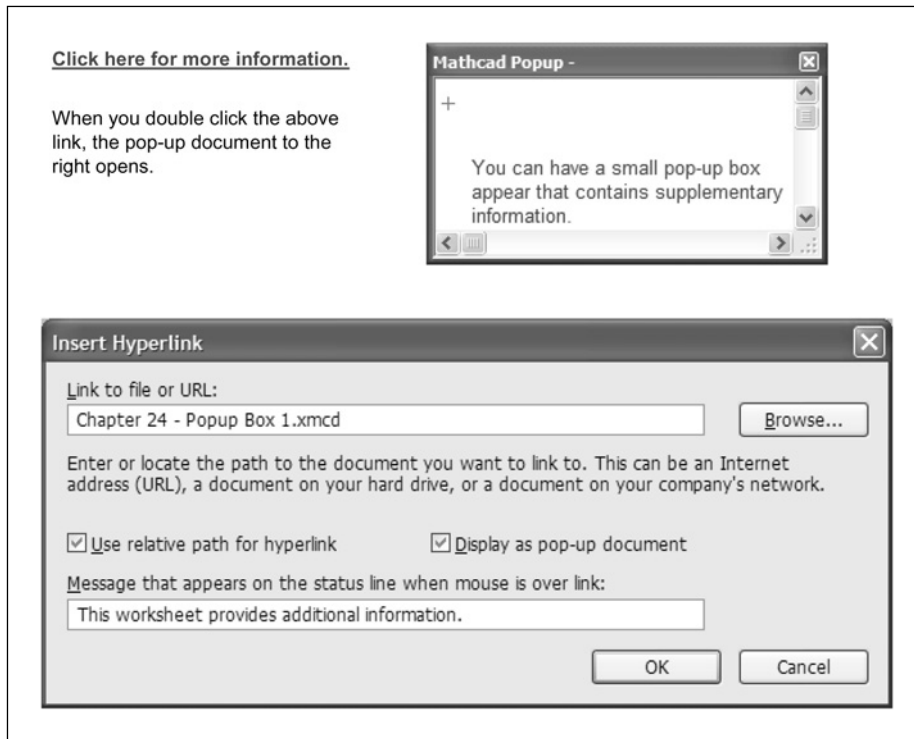 Click here for more information.
When you double click the above
link, the pop-up document to the
right opens.
Mathcad Popup -
You can have a small pop-up box
appear that contains supplementary
information.
Insert Hyperlink
Link to file or URL:
Chapter 24 - Popup Box 1.xmcd
Browse...
Enter or locate the path to the document you want to link to. This can be an Internet
address (URL), a document on your hard drive, or a document on your company's network.
Use relative path for hyperlink
Display as pop-up document
Message that appears on the status line when mouse is over link:
This worksheet provides additional information.
OK
Cancel